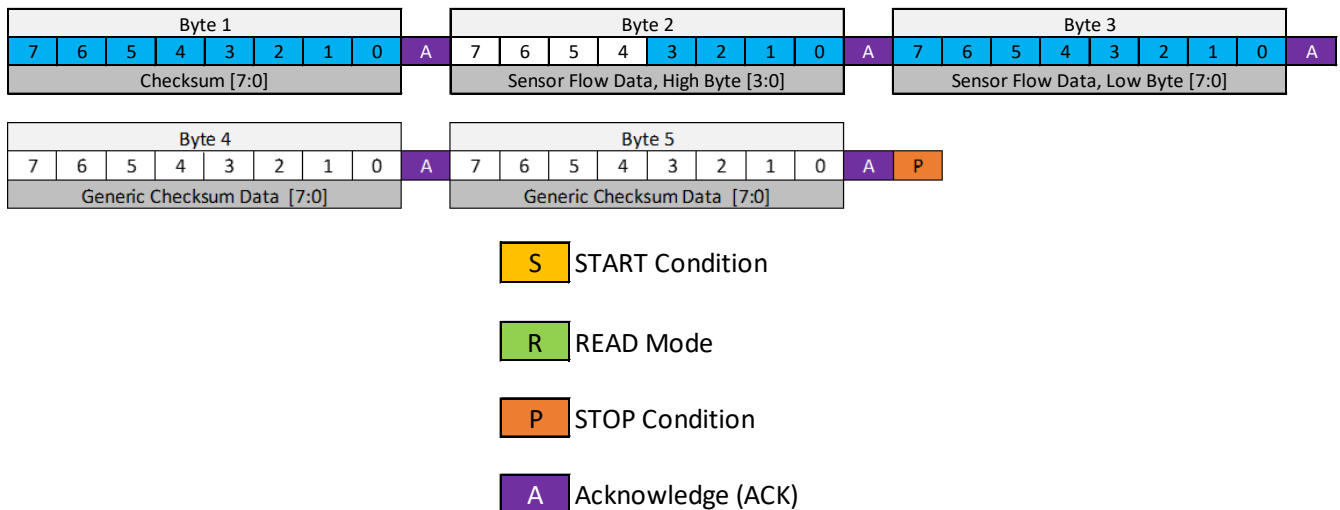 Byte 1 Byte 2 Byte 3
7 6 5 4 3 2 1 0 A 7 6 5 4 3 2 1 0 A 7 6 5 4 3 2 1 0 A
Checksum [7:0] Sensor Flow Data, High Byte [3:0] Sensor Flow Data, Low Byte [7:0]
Byte 4 Byte 5
7 6 5 4 3 2 1 0 A 7 6 5 4 3 2 1 0 A P
Generic Checksum Data [7:0] Generic Checksum Data [7:0]
S START Condition
R READ Mode
P STOP Condition
A Acknowledge (ACK)